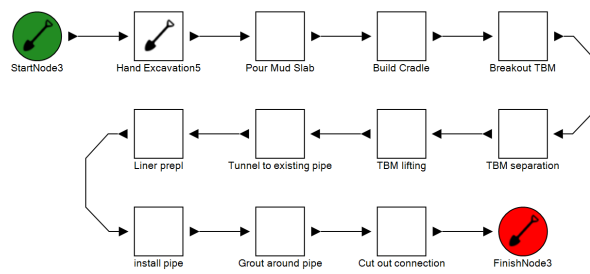 StartNode3
Hand Excavation5
Pour Mud Slab
Build Cradle
Breakout TBM
Liner prepl
Tunnel to existing pipe
TBM lifting
TBM separation
install pipe
Grout around pipe
Cut out connection
FinishNode3